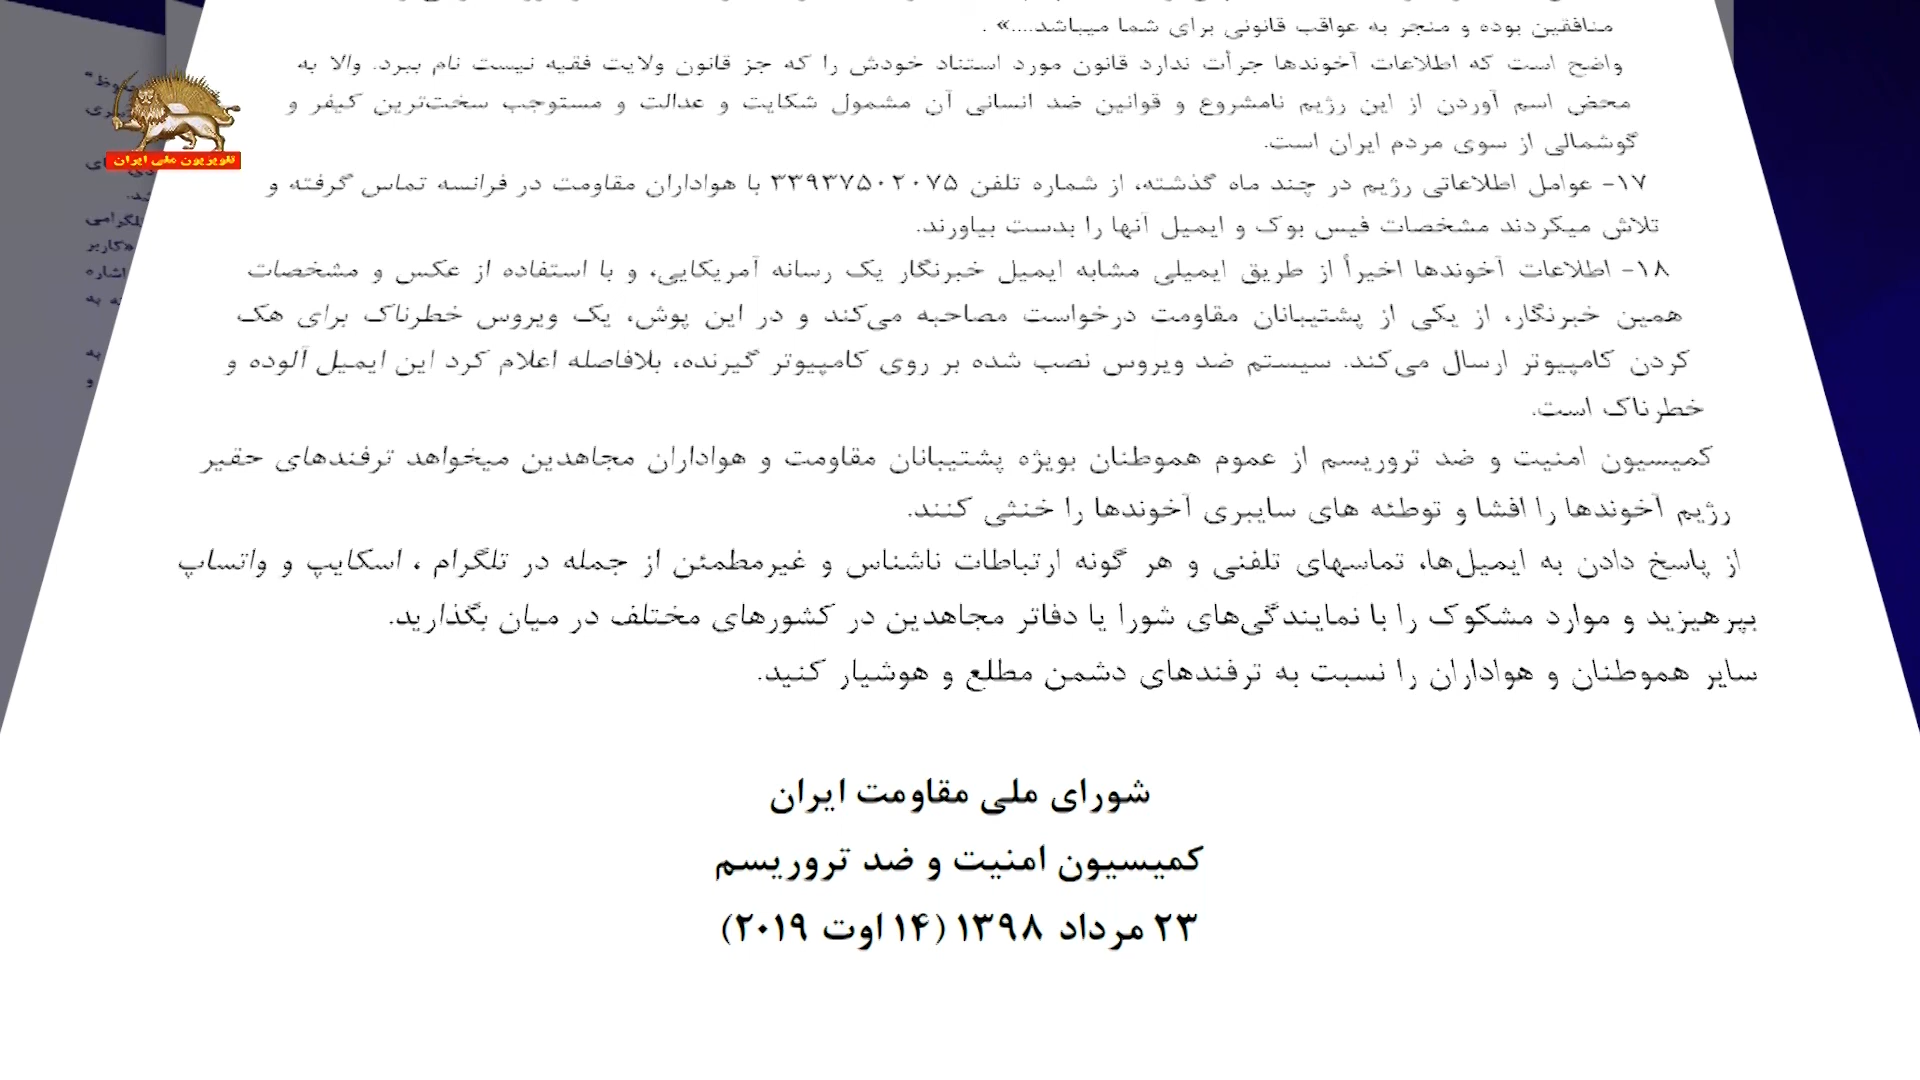 منافقین بوده و منجر به عواقب قانونی برای شما میباشد....» .
واضح است که اطلاعات آخوندها جرأت ندارد قانون مورد استناد خودش را که جز قانون ولایت فقیه نیست نام ببرد. والا به
محض اسم آوردن از این رژیم نامشروع و قوانین ضد انسانی آن مشمول شکایت و عدالت و مستوجب سخت‌ترین کیفر و
گوشمالی از سوی مردم ایران است.
۱۷- عوامل اطلاعاتی رژیم در چند ماه گذشته، از شماره تلفن ۳۳۹۳۷۵۰۲۰۷۵ با هواداران مقاومت در فرانسه تماس گرفته و
تلاش میکردند مشخصات فیس بوک و ایمیل آنها را بدست بیاورند.
۱۸- اطلاعات آخوندها اخیراً از طریق ایمیلی مشابه ایمیل خبرنگار یک رسانه آمریکایی، و با استفاده از عکس و مشخصات
همین خبرنگار، از یکی از پشتیبانان مقاومت درخواست مصاحبه می‌کند و در این پوش، یک ویروس خطرناک برای هک
کردن کامپیوتر ارسال می‌کند. سیستم ضد ویروس نصب شده بر روی کامپیوتر گیرنده، بلافاصله اعلام کرد این ایمیل آلوده و
خطرناک است.
کمیسیون امنیت و ضد تروریسم از عموم هموطنان بویژه پشتیبانان مقاومت و هواداران مجاهدین میخواهد ترفندهای حقیر
رژیم آخوندها را افشا و توطئه های سایبری آخوندها را خنثی کنند.
از پاسخ دادن به ایمیل‌ها، تماسهای تلفنی و هر گونه ارتباطات ناشناس و غیرمطمئن از جمله در تلگرام ، اسکایپ و واتساپ
بپرهیزید و موارد مشکوک را با نمایندگی‌های شورا یا دفاتر مجاهدین در کشورهای مختلف در میان بگذارید.
سایر هموطنان و هواداران را نسبت به ترفندهای دشمن مطلع و هوشیار کنید.
شورای ملی مقاومت ایران
کمیسیون امنیت و ضد تروریسم
۲۳ مرداد ۱۳۹۸ (۱۴ اوت ۲۰۱۹)
تلویزیون ملی ایران
تلگرامی
«کاربر
اشاره
به
به
و